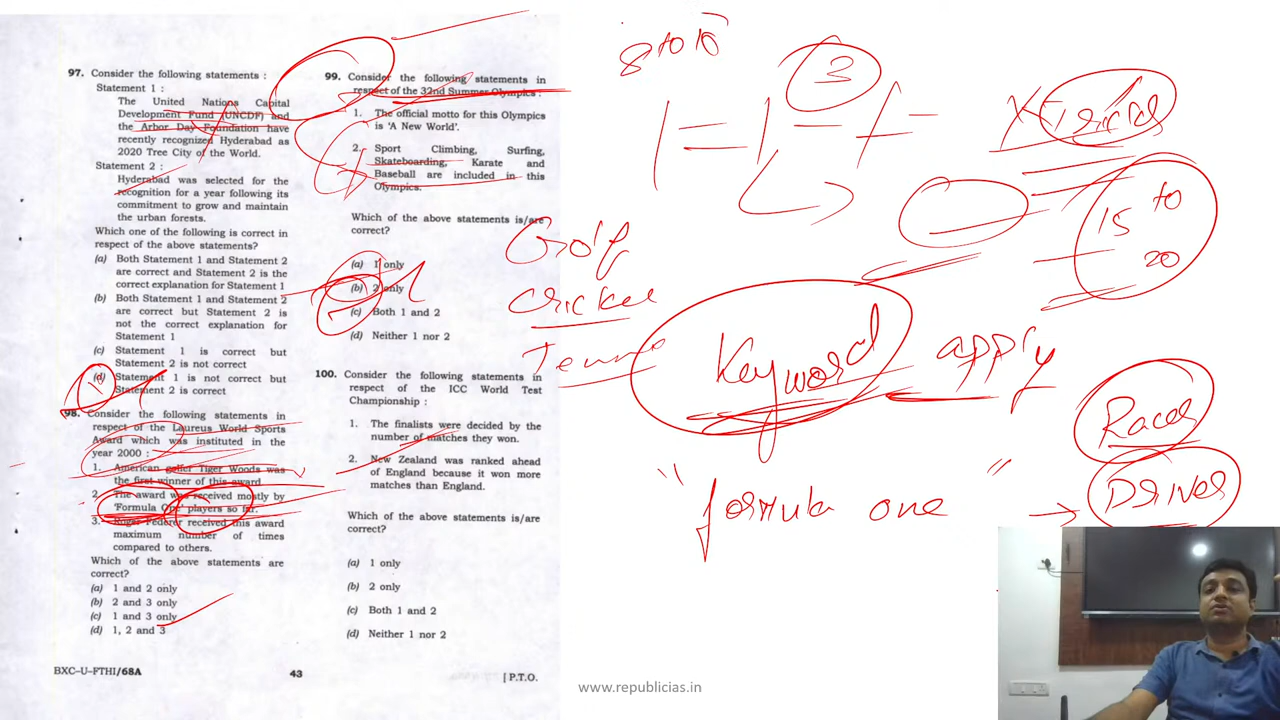 97. Consider the following statements :
Statement 1 :
The United Nations Capital
Development Fund (UNCDF) and
the Arbor Day Foundation have
recently recognized Hyderabad as
2020 Tree City of the World.
Statement 2 :
Hyderabad was selected for the
recognition for a year following its
commitment to grow and maintain
the urban forests.
Which one of the following is correct in
respect of the above statements?
(a) Both Statement 1 and Statement 2
are correct and Statement 2 is the
correct explanation for Statement 1
(b) Both Statement 1 and Statement 2
are correct but Statement 2 is
not the correct explanation for
Statement 1
(c) Statement 1 is correct but
Statement 2 is not correct
(d) Statement 1 is not correct but
Statement 2 is correct
98. Consider the following statements in
respect of the Laureus World Sports
Award which was instituted in the
year 2000 :
1. American golfer Tiger Woods was
the first winner of this award.
2. The award was received mostly by
'Formula One' players so far.
3. Roger Federer received this award
maximum number of times
compared to others.
Which of the above statements are
correct?
(a) 1 and 2 only
(b) 2 and 3 only
(c) 1 and 3 only
(d) 1, 2 and 3
BXC-U-FTHI/68A
43
99. Consider the following statements in
respect of the 32nd Summer Olympics :
1. The official motto for this Olympics
is 'A New World'.
2. Sport Climbing, Surfing,
Skateboarding, Karate and
Baseball are included in this
Olympics.
Which of the above statements is/are
correct?
(a) 1 only
(b) 2 only
(c) Both 1 and 2
(d) Neither 1 nor 2
100. Consider the following statements in
respect of the ICC World Test
Championship :
1. The finalists were decided by the
number of matches they won.
2. New Zealand was ranked ahead
of England because it won more
matches than England.
Which of the above statements is/are
correct?
(a) 1 only
(b) 2 only
(c) Both 1 and 2
(d) Neither 1 nor 2
[ P.T.O.
8 to 10
3
15 to
20
Golf
cricket
Keyword apply
Races
"formula one" → Driver
www.republicias.in